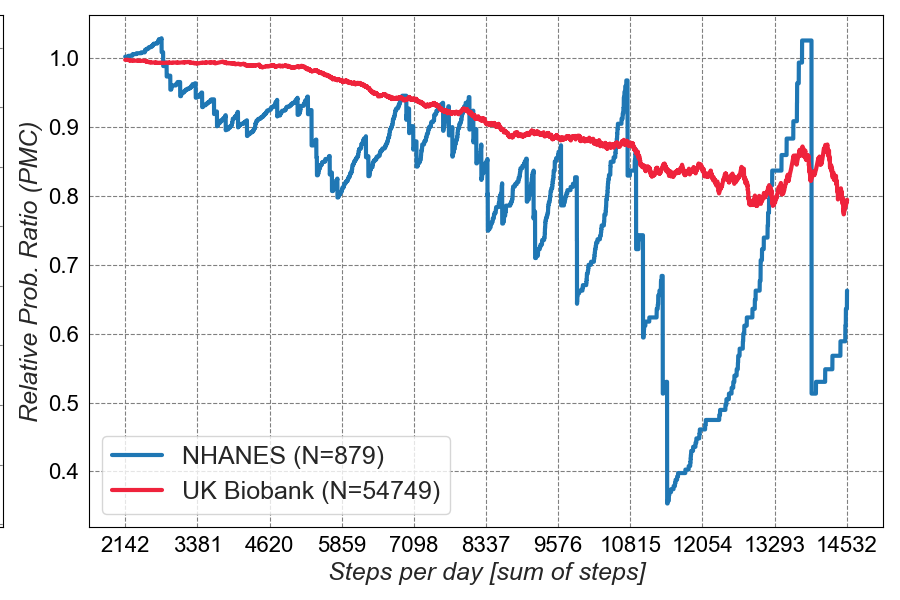 Relative Prob. Ratio (PMC)
1.0
0.9
0.8
0.7
0.6
0.5
0.4
NHANES (N=879)
UK Biobank (N=54749)
2142 3381 4620 5859 7098 8337 9576 10815 12054 13293 14532
Steps per day [sum of steps]